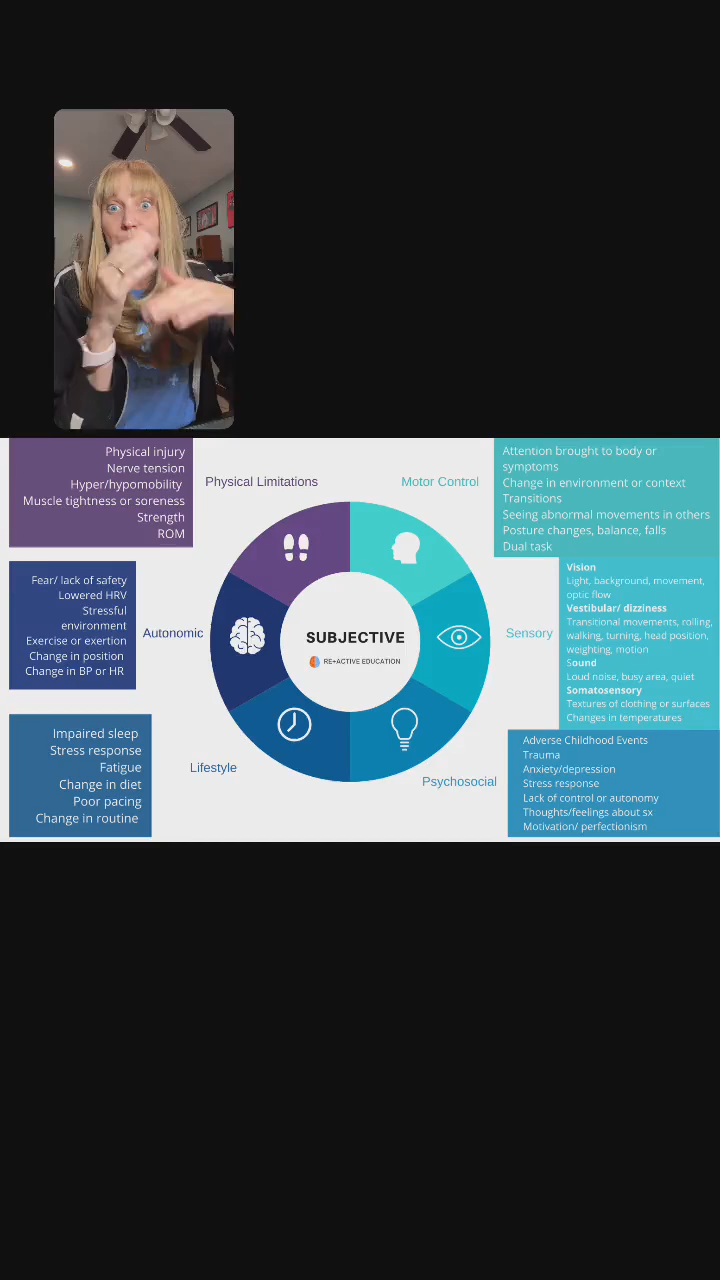 Physical injury
Nerve tension
Hyper/hypomobility
Muscle tightness or soreness
Strength
ROM
Physical Limitations
Motor Control
Attention brought to body or
symptoms
Change in environment or context
Transitions
Seeing abnormal movements in others
Posture changes, balance, falls
Dual task
Fear/ lack of safety
Lowered HRV
Stressful
environment
Exercise or exertion
Change in position
Change in BP or HR
Autonomic
SUBJECTIVE
RE+ACTIVE EDUCATION
Sensory
Vision
Light, background, movement,
optic flow
Vestibular/ dizziness
Transitional movements, rolling,
walking, turning, head position,
weighting, motion
Sound
Loud noise, busy area, quiet
Somatosensory
Textures of clothing or surfaces
Changes in temperatures
Impaired sleep
Stress response
Fatigue
Change in diet
Poor pacing
Change in routine
Lifestyle
Psychosocial
Adverse Childhood Events
Trauma
Anxiety/depression
Stress response
Lack of control or autonomy
Thoughts/feelings about sx
Motivation/ perfectionism